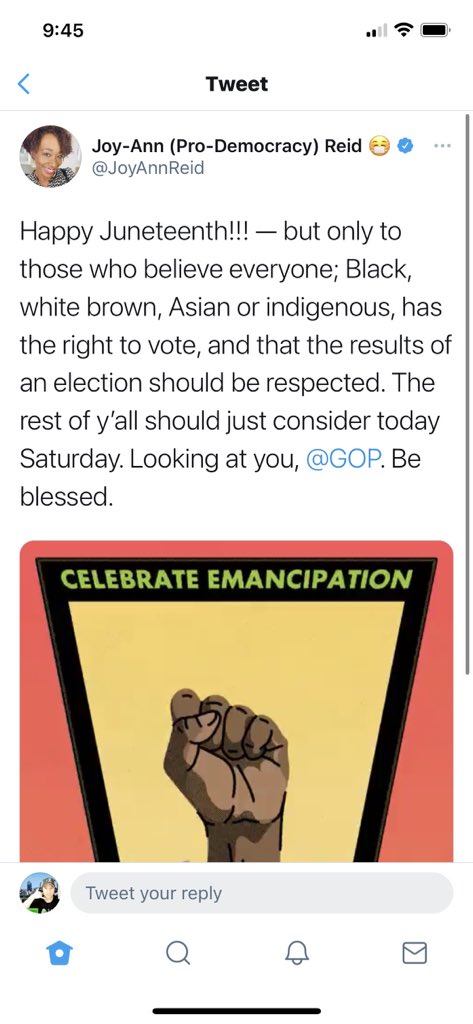 9:45
Tweet
Joy-Ann (Pro-Democracy) Reid 😷
@JoyAnnReid
Happy Juneteenth!!! — but only to
those who believe everyone; Black,
white brown, Asian or indigenous, has
the right to vote, and that the results of
an election should be respected. The
rest of y’all should just consider today
Saturday. Looking at you, @GOP. Be
blessed.
CELEBRATE EMANCIPATION
Tweet your reply